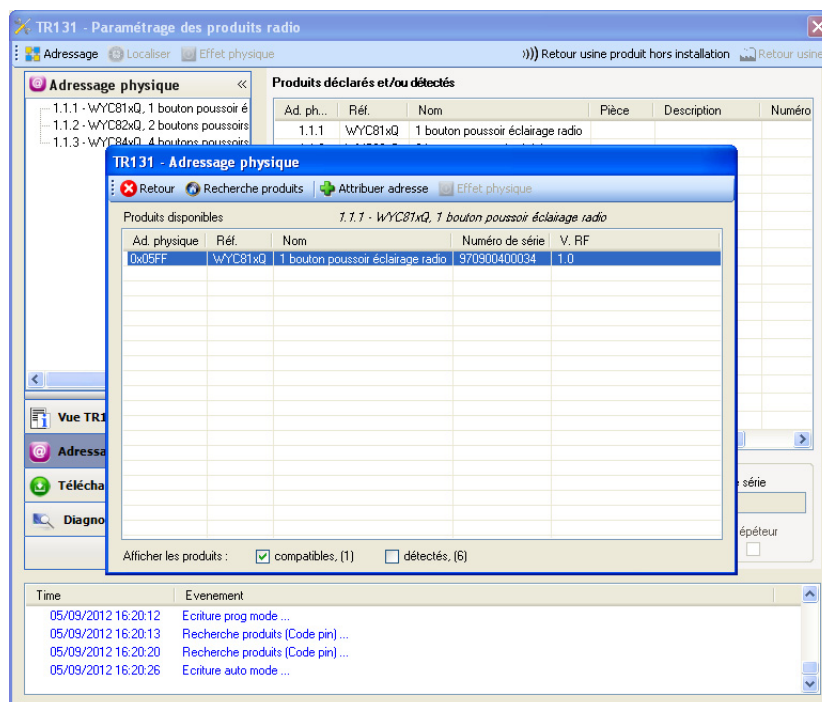 TR131 - Paramétrage des produits radio
Adressage Localiser Effet physique ))) Retour usine produit hors installation Retour usine
Adressage physique «
1.1.1 - WYC81xQ, 1 bouton poussoir é
1.1.2 - WYC82xQ, 2 boutons poussoirs
1.1.3 - WYC84xQ, 4 boutons poussoirs
Produits déclarés et/ou détectés
Ad. ph... Réf. Nom Pièce Description Numéro
1.1.1 WYC81xQ 1 bouton poussoir éclairage radio
TR131 - Adressage physique
Retour Recherche produits Attribuer adresse Effet physique
Produits disponibles 1.1.1 - WYC81xQ, 1 bouton poussoir éclairage radio
Ad. physique Réf. Nom Numéro de série V. RF
0x05FF WYC81xQ 1 bouton poussoir éclairage radio 970900400034 1.0
Afficher les produits : compatibles, (1) détectés, (6)
Vue TR1
Adressa
Télécha
Diagno
série
épéteur
Time Evenement
05/09/2012 16:20:12 Ecriture prog mode ...
05/09/2012 16:20:13 Recherche produits (Code pin) ...
05/09/2012 16:20:20 Recherche produits (Code pin) ...
05/09/2012 16:20:26 Ecriture auto mode ...